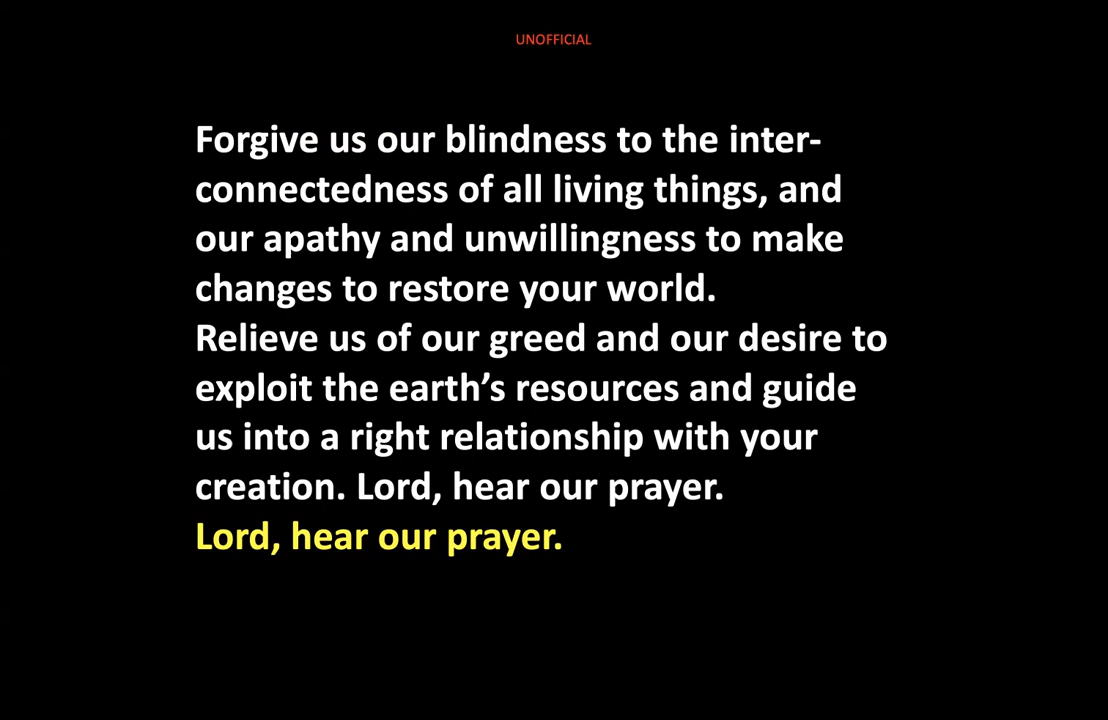 UNOFFICIAL
Forgive us our blindness to the inter-
connectedness of all living things, and
our apathy and unwillingness to make
changes to restore your world.
Relieve us of our greed and our desire to
exploit the earth’s resources and guide
us into a right relationship with your
creation. Lord, hear our prayer.
Lord, hear our prayer.